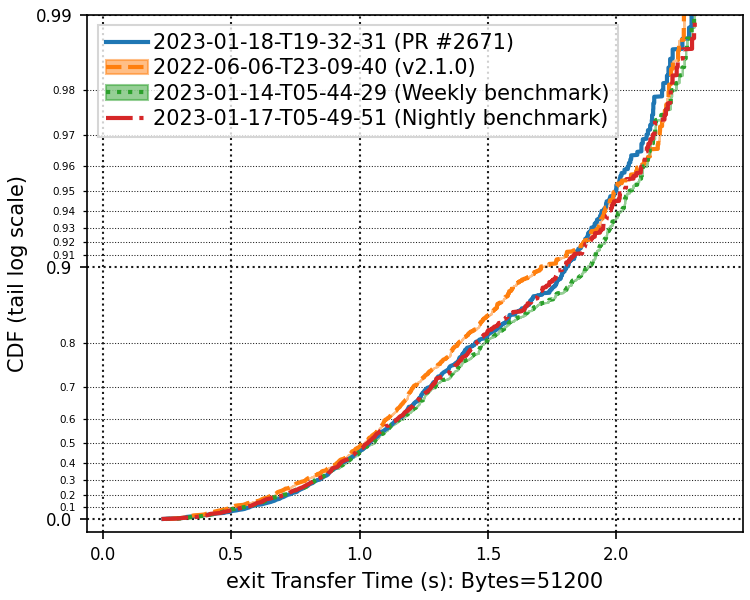 2023-01-18-T19-32-31 (PR #2671)
2022-06-06-T23-09-40 (v2.1.0)
2023-01-14-T05-44-29 (Weekly benchmark)
2023-01-17-T05-49-51 (Nightly benchmark)
CDF (tail log scale)
0.99
0.98
0.97
0.96
0.95
0.94
0.93
0.92
0.91
0.9
0.8
0.7
0.6
0.5
0.4
0.3
0.2
0.1
0.0
0.0 0.5 1.0 1.5 2.0
exit Transfer Time (s): Bytes=51200